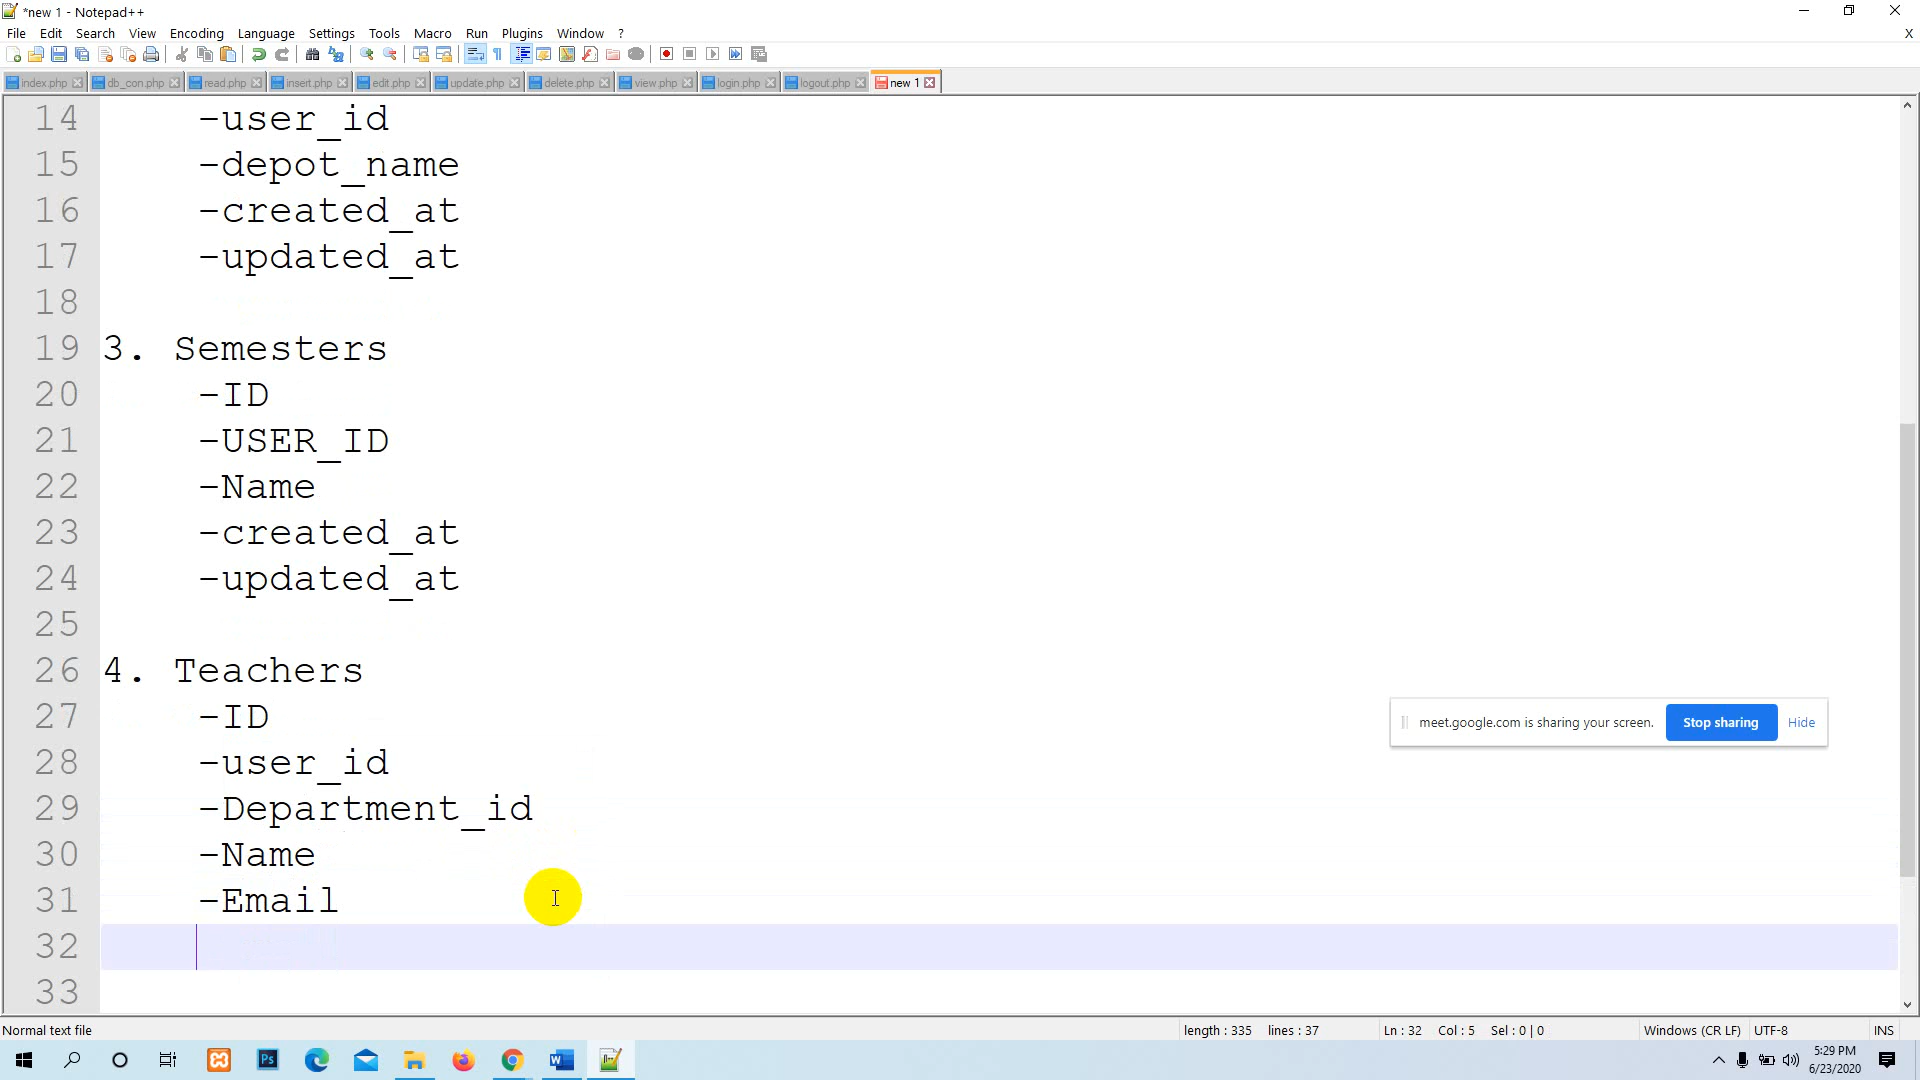 *new 1 - Notepad++
File Edit Search View Encoding Language Settings Tools Macro Run Plugins Window ? X
index.php db_con.php read.php insert.php edit.php update.php delete.php view.php login.php logout.php new 1
14 -user_id
15 -depot_name
16 -created_at
17 -updated_at
18
19 3. Semesters
20 -ID
21 -USER_ID
22 -Name
23 -created_at
24 -updated_at
25
26 4. Teachers
27 -ID
28 -user_id
29 -Department_id
30 -Name
31 -Email
32
33
meet.google.com is sharing your screen. Stop sharing Hide
Normal text file length : 335 lines : 37 Ln : 32 Col : 5 Sel : 0 | 0 Windows (CR LF) UTF-8 INS
5:29 PM
6/23/2020